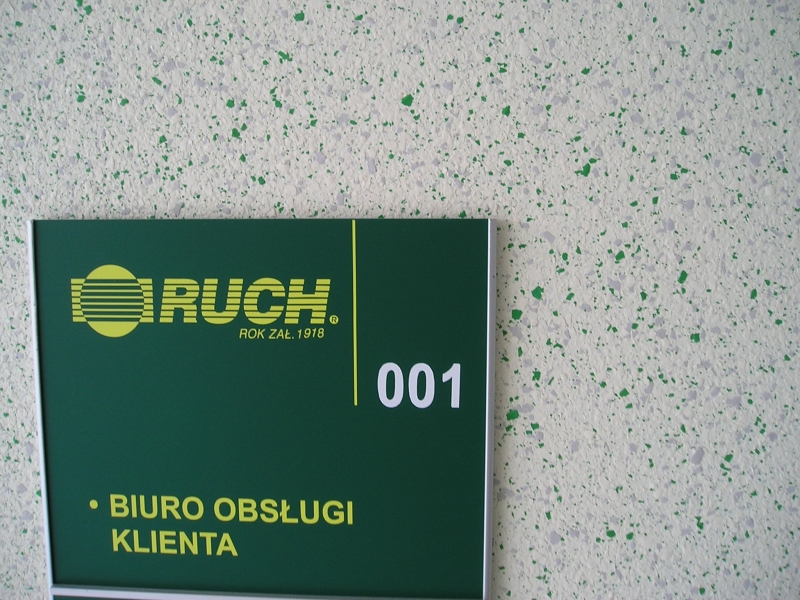 RUCH®
ROK ZAŁ. 1918
001
• BIURO OBSŁUGI
KLIENTA